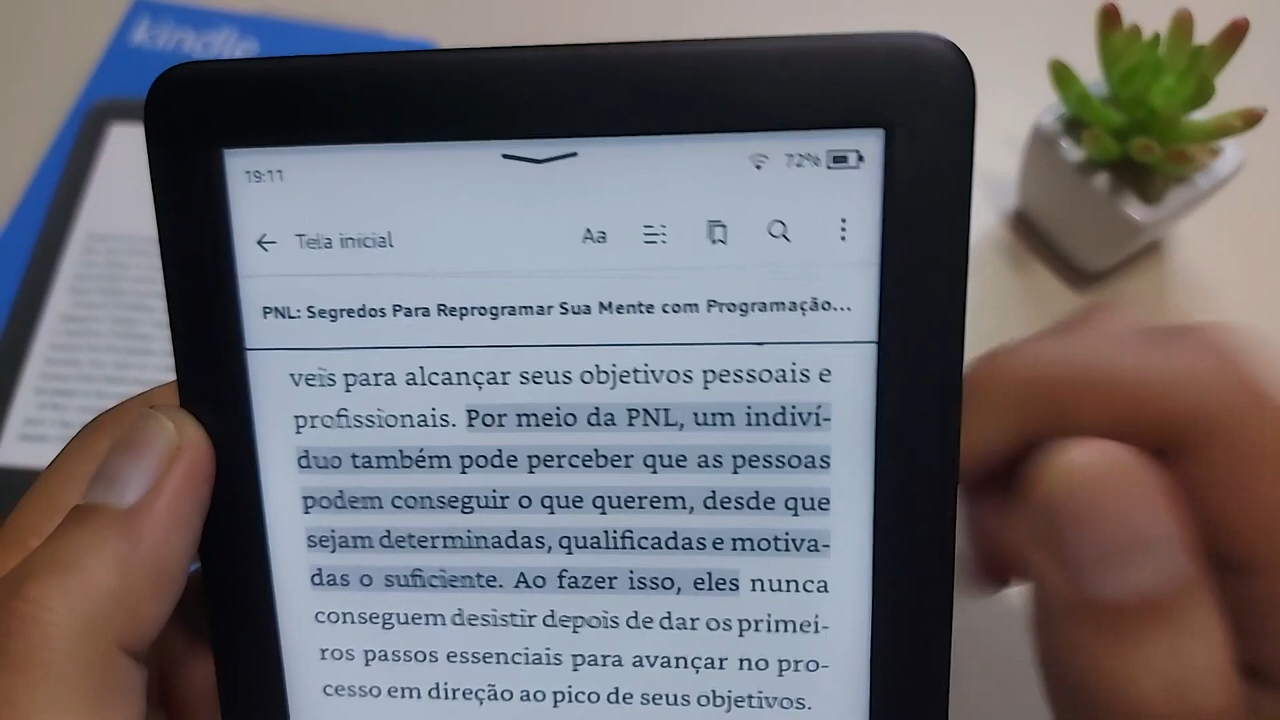 kindle
19:11
72%
Tela inicial
Aa
PNL: Segredos Para Reprogramar Sua Mente com Programação...
veis para alcançar seus objetivos pessoais e
profissionais. Por meio da PNL, um indiví-
duo também pode perceber que as pessoas
podem conseguir o que querem, desde que
sejam determinadas, qualificadas e motiva-
das o suficiente. Ao fazer isso, eles nunca
conseguem desistir depois de dar os primei-
ros passos essenciais para avançar no pro-
cesso em direção ao pico de seus objetivos.